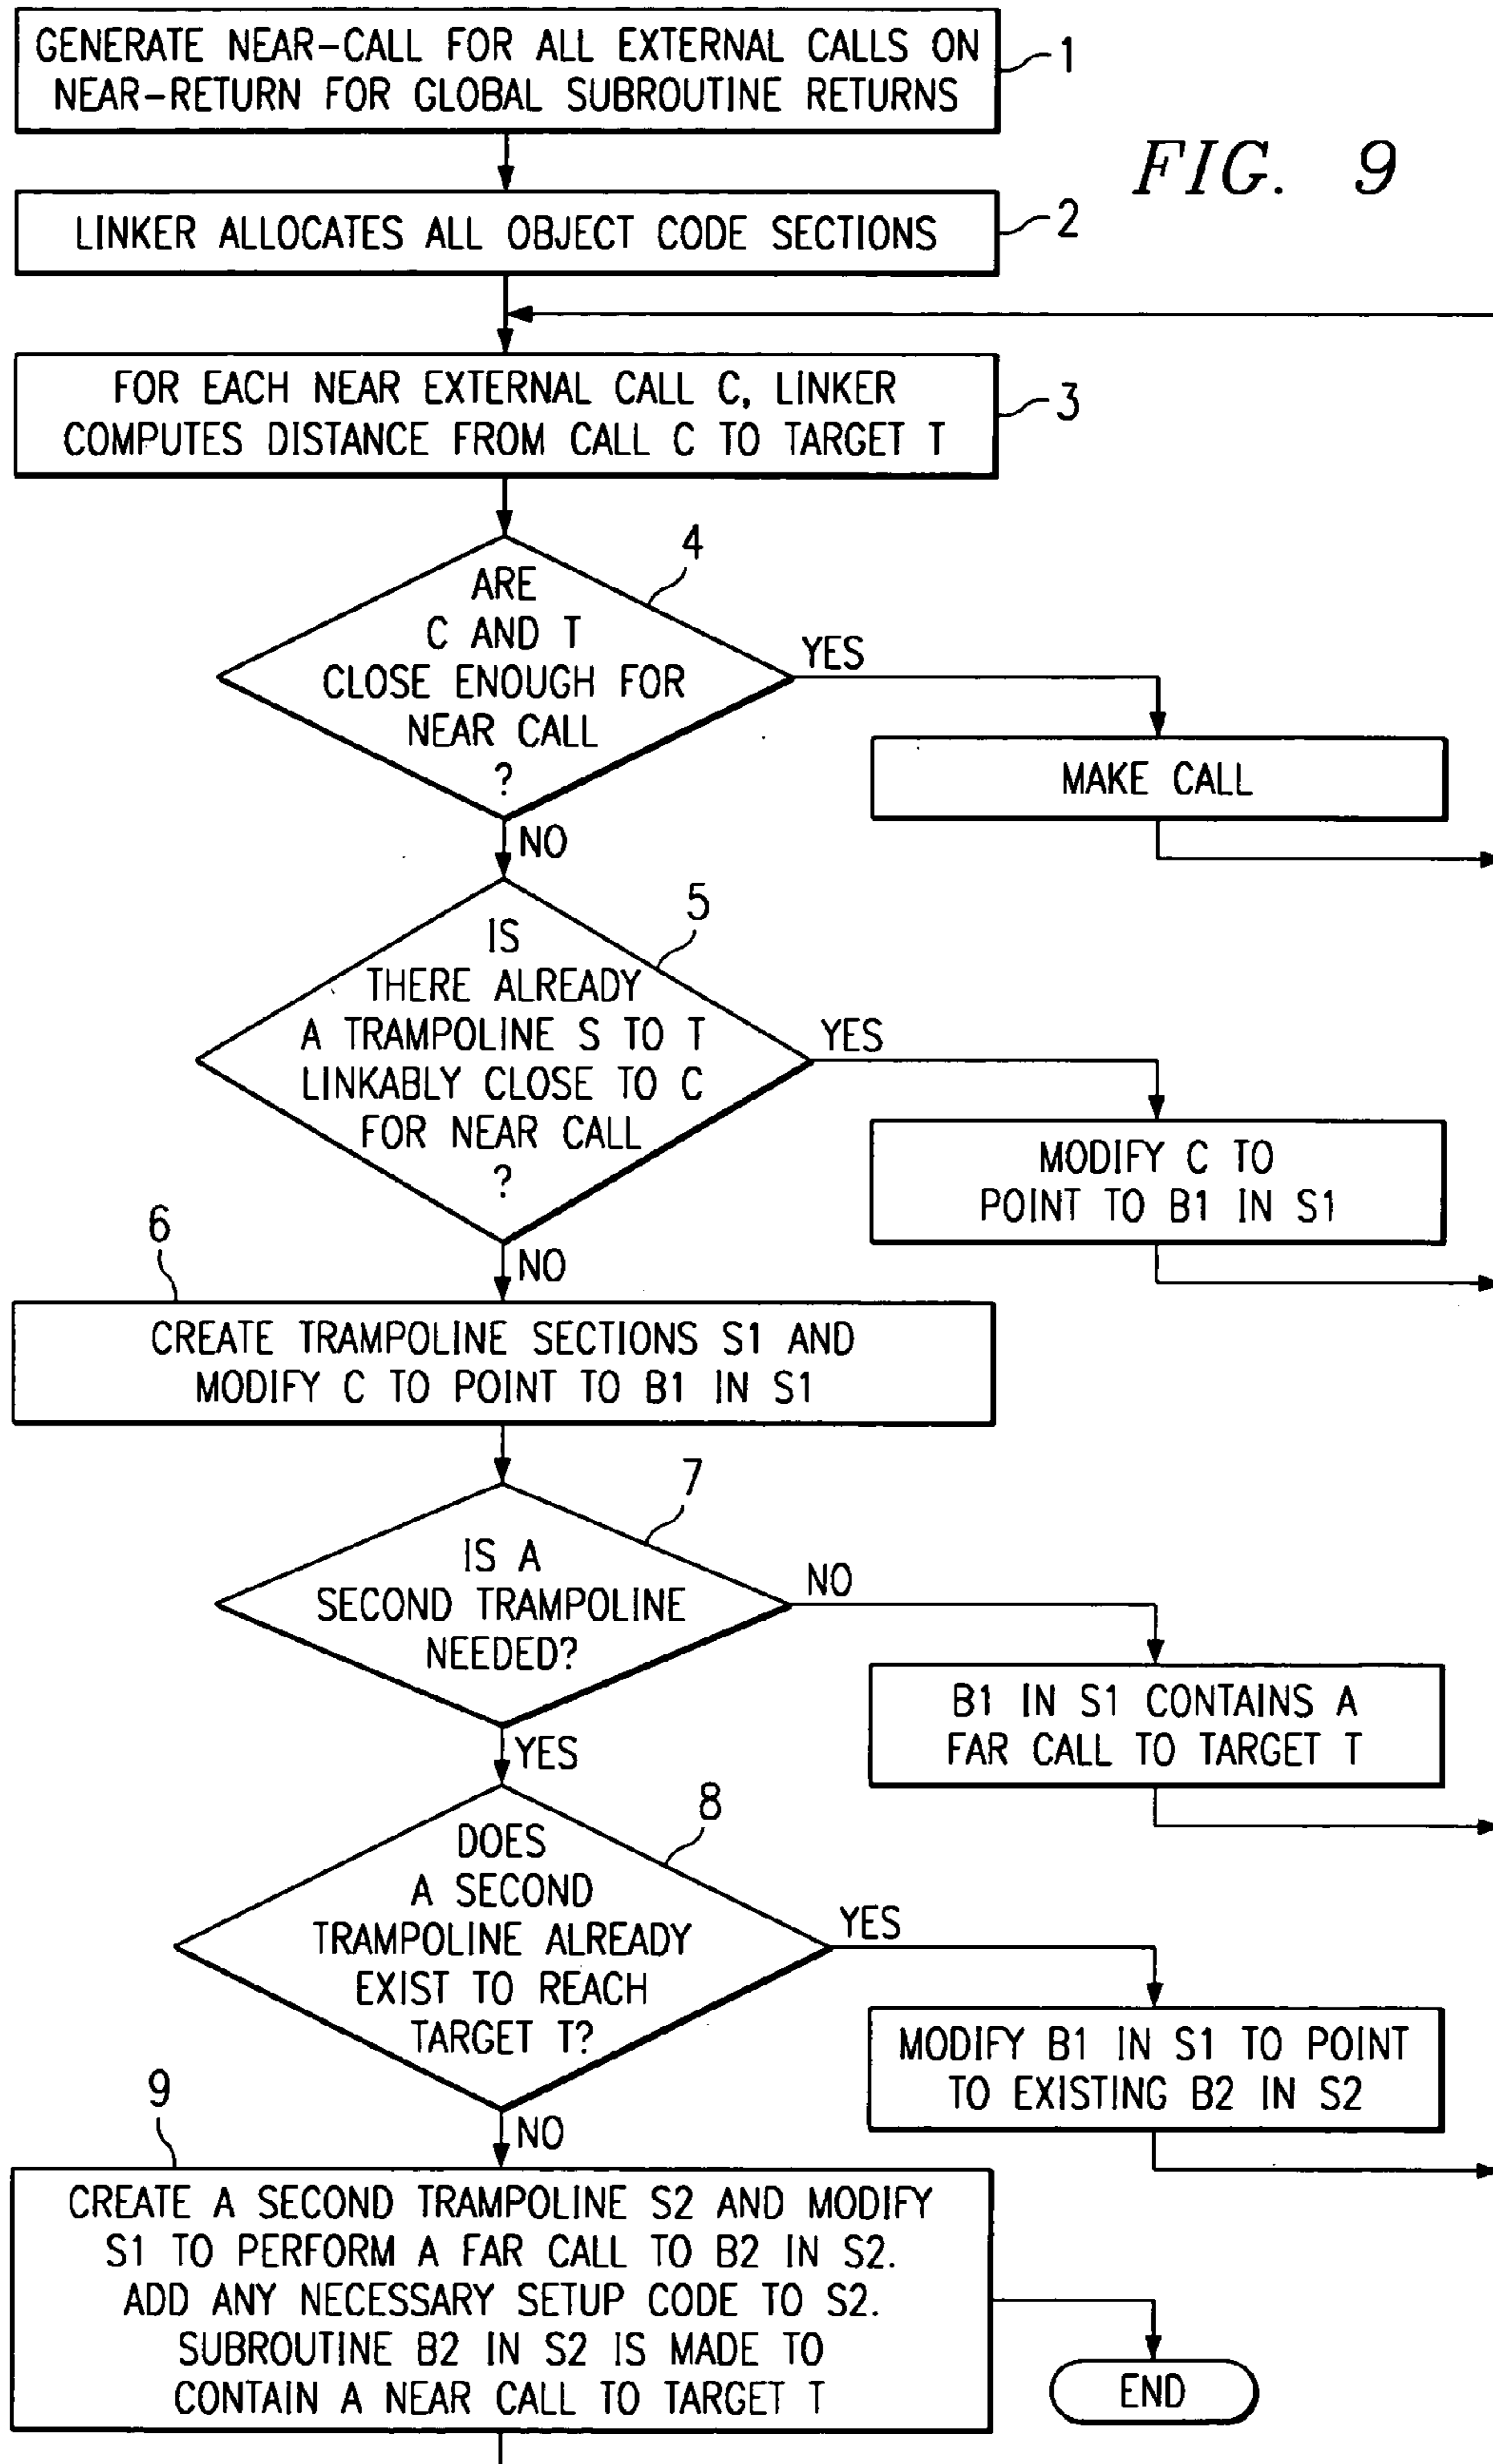 GENERATE NEAR-CALL FOR ALL EXTERNAL CALLS ON
NEAR-RETURN FOR GLOBAL SUBROUTINE RETURNS
1
FIG. 9
LINKER ALLOCATES ALL OBJECT CODE SECTIONS
2
FOR EACH NEAR EXTERNAL CALL C, LINKER
COMPUTES DISTANCE FROM CALL C TO TARGET T
3
4
ARE
C AND T
CLOSE ENOUGH FOR
NEAR CALL
?
YES
MAKE CALL
NO
5
IS
THERE ALREADY
A TRAMPOLINE S TO T
LINKABLY CLOSE TO C
FOR NEAR CALL
?
YES
MODIFY C TO
POINT TO B1 IN S1
NO
6
CREATE TRAMPOLINE SECTIONS S1 AND
MODIFY C TO POINT TO B1 IN S1
7
IS A
SECOND TRAMPOLINE
NEEDED?
NO
B1 IN S1 CONTAINS A
FAR CALL TO TARGET T
YES
8
DOES
A SECOND
TRAMPOLINE ALREADY
EXIST TO REACH
TARGET T?
YES
MODIFY B1 IN S1 TO POINT
TO EXISTING B2 IN S2
NO
9
CREATE A SECOND TRAMPOLINE S2 AND MODIFY
S1 TO PERFORM A FAR CALL TO B2 IN S2.
ADD ANY NECESSARY SETUP CODE TO S2.
SUBROUTINE B2 IN S2 IS MADE TO
CONTAIN A NEAR CALL TO TARGET T
END